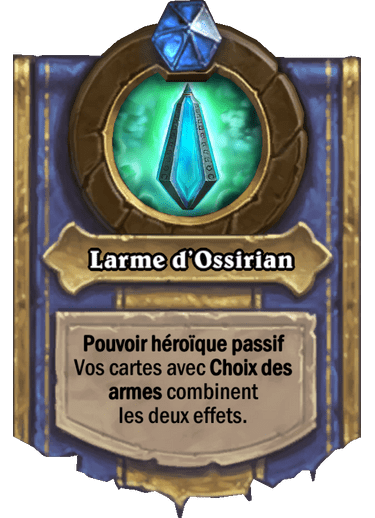 Larme d'Ossirian
Pouvoir héroïque passif
Vos cartes avec Choix des
armes combinent
les deux effets.